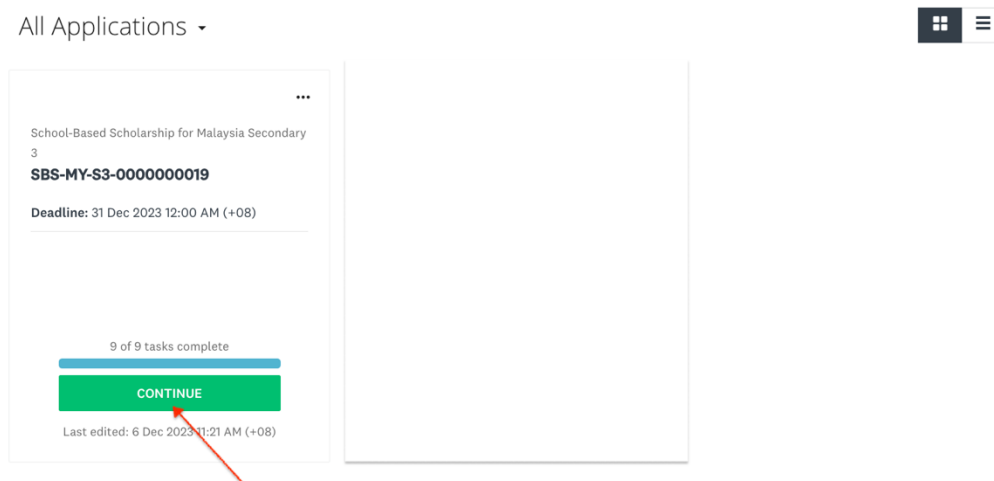 All Applications
School-Based Scholarship for Malaysia Secondary
3
SBS-MY-S3-0000000019
Deadline: 31 Dec 2023 12:00 AM (+08)
9 of 9 tasks complete
CONTINUE
Last edited: 6 Dec 2023 11:21 AM (+08)